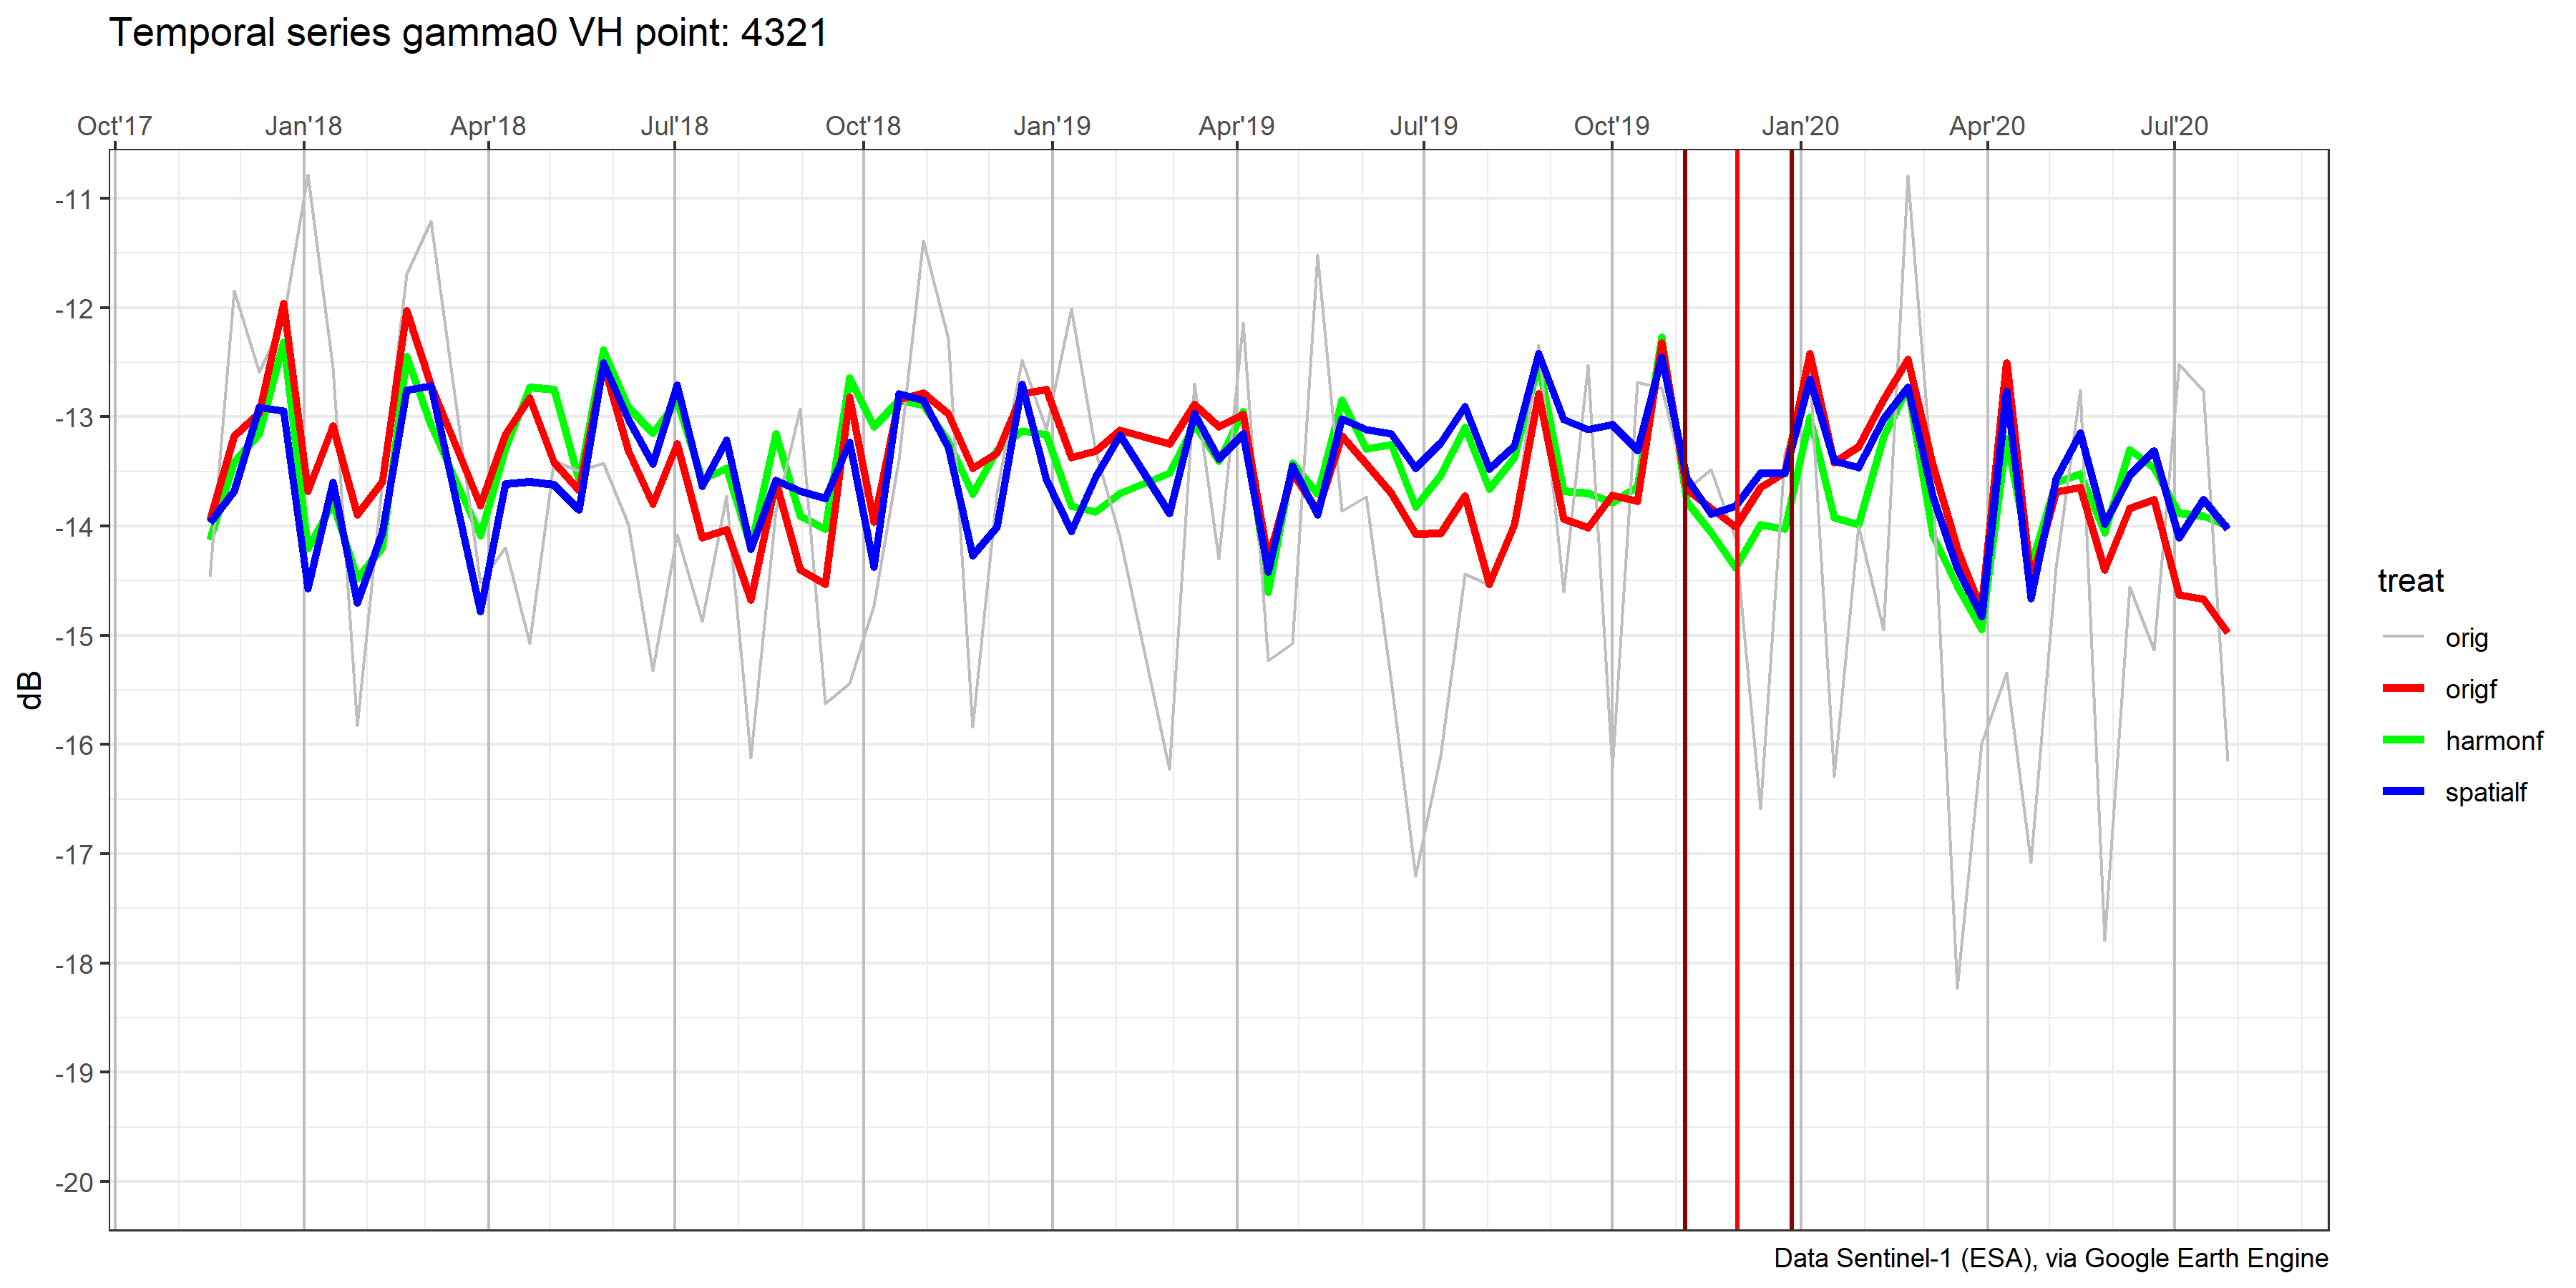 Temporal series gamma0 VH point: 4321
Oct'17 Jan'18 Apr'18 Jul'18 Oct'18 Jan'19 Apr'19 Jul'19 Oct'19 Jan'20 Apr'20 Jul'20
-11
-12
-13
-14
-15
-16
-17
-18
-19
-20
dB
treat
orig
origf
harmonf
spatialf
Data Sentinel-1 (ESA), via Google Earth Engine